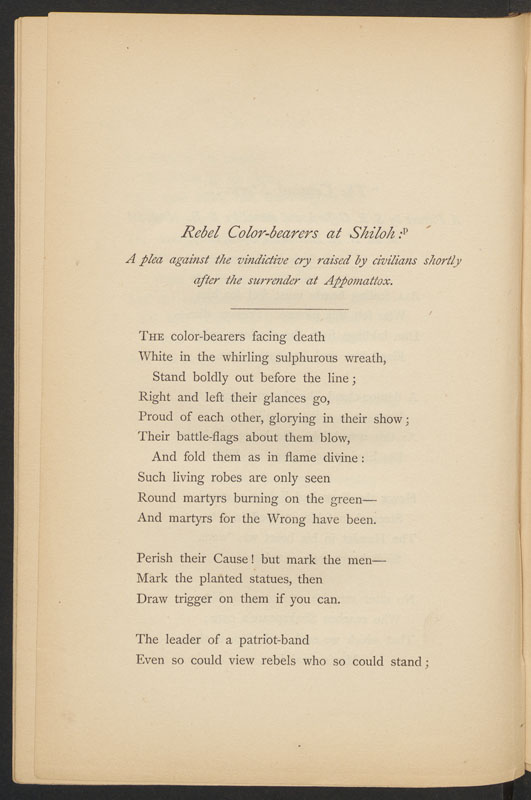 Rebel Color-bearers at Shiloh:ᵖ
A plea against the vindictive cry raised by civilians shortly
after the surrender at Appomattox.
THE color-bearers facing death
White in the whirling sulphurous wreath,
Stand boldly out before the line;
Right and left their glances go,
Proud of each other, glorying in their show;
Their battle-flags about them blow,
And fold them as in flame divine:
Such living robes are only seen
Round martyrs burning on the green—
And martyrs for the Wrong have been.
Perish their Cause! but mark the men—
Mark the planted statues, then
Draw trigger on them if you can.
The leader of a patriot-band
Even so could view rebels who so could stand;